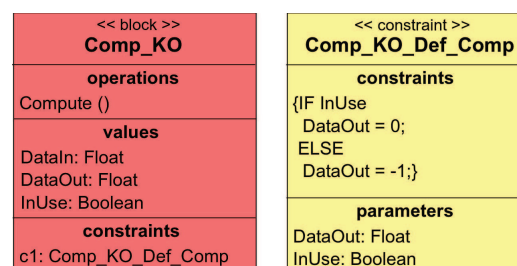 << block >>
Comp_KO
operations
Compute ()
values
DataIn: Float
DataOut: Float
InUse: Boolean
constraints
c1: Comp_KO_Def_Comp
<< constraint >>
Comp_KO_Def_Comp
constraints
{IF InUse
DataOut = 0;
ELSE
DataOut = -1;}
parameters
DataOut: Float
InUse: Boolean